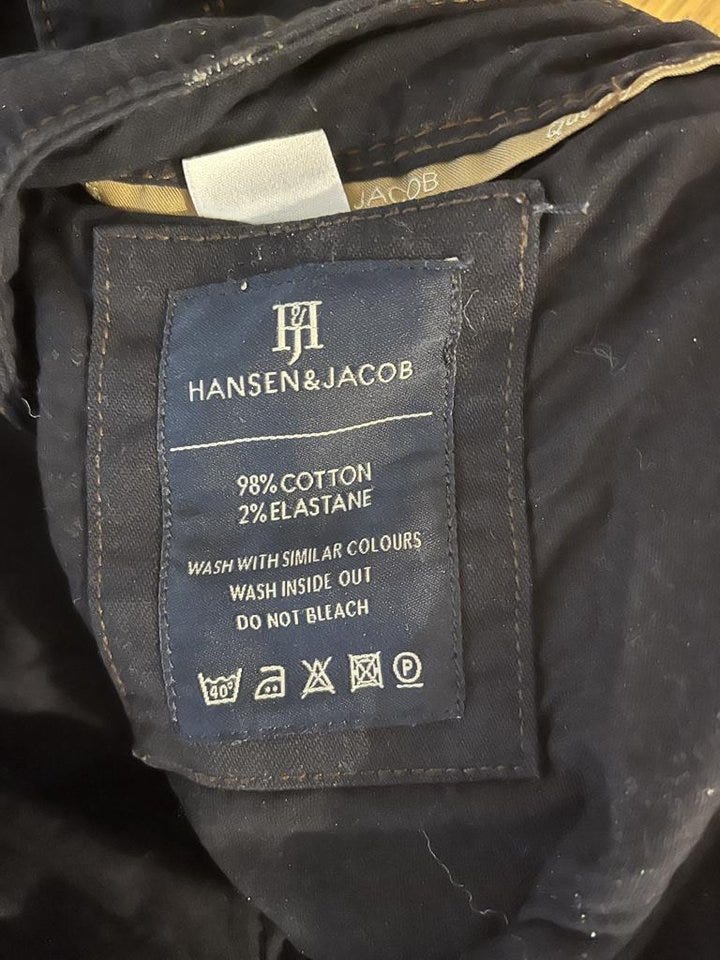 JACOB
H&J
HANSEN&JACOB
98% COTTON
2% ELASTANE
WASH WITH SIMILAR COLOURS
WASH INSIDE OUT
DO NOT BLEACH
40° P